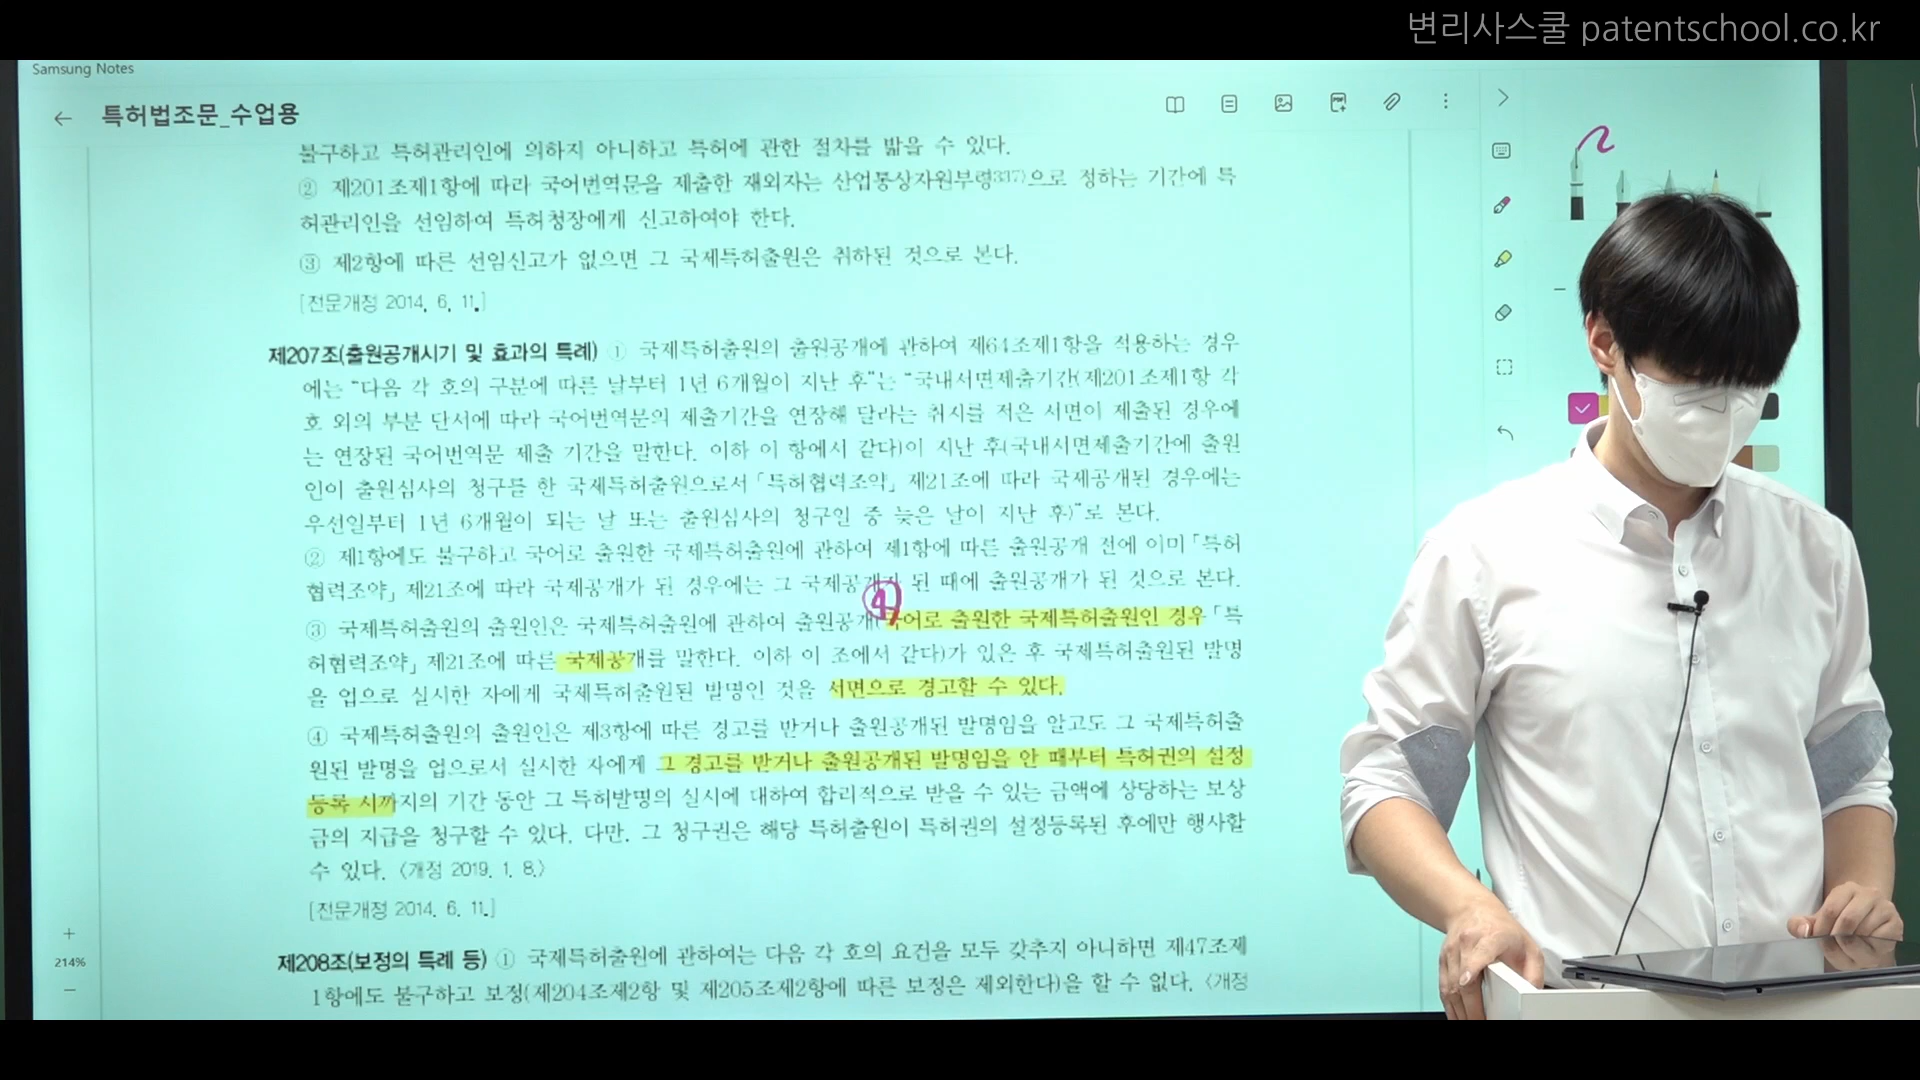 변리사스쿨 patentschool.co.kr
Samsung Notes
특허법조문_수업용
불구하고 특허관리인에 의하지 아니하고 특허에 관한 절차를 밟을 수 있다.
② 제201조제1항에 따라 국어번역문을 제출한 재외자는 산업통상자원부령337)으로 정하는 기간에 특
허관리인을 선임하여 특허청장에게 신고하여야 한다.
③ 제2항에 따른 선임신고가 없으면 그 국제특허출원은 취하된 것으로 본다.
[전문개정 2014. 6. 11.]
제207조(출원공개시기 및 효과의 특례) ① 국제특허출원의 출원공개에 관하여 제64조제1항을 적용하는 경우
에는 "다음 각 호의 구분에 따른 날부터 1년 6개월이 지난 후"는 "국내서면제출기간(제201조제1항 각
호 외의 부분 단서에 따라 국어번역문의 제출기간을 연장해 달라는 취지를 적은 서면이 제출된 경우에
는 연장된 국어번역문 제출 기간을 말한다. 이하 이 항에서 같다)이 지난 후(국내서면제출기간에 출원
인이 출원심사의 청구를 한 국제특허출원으로서 「특허협력조약」 제21조에 따라 국제공개된 경우에는
우선일부터 1년 6개월이 되는 날 또는 출원심사의 청구일 중 늦은 날이 지난 후)"로 본다.
② 제1항에도 불구하고 국어로 출원한 국제특허출원에 관하여 제1항에 따른 출원공개 전에 이미 「특허
협력조약」 제21조에 따라 국제공개가 된 경우에는 그 국제공개가 된 때에 출원공개가 된 것으로 본다.
④
③ 국제특허출원의 출원인은 국제특허출원에 관하여 출원공개(국어로 출원한 국제특허출원인 경우 「특
허협력조약」 제21조에 따른 국제공개를 말한다. 이하 이 조에서 같다)가 있은 후 국제특허출원된 발명
을 업으로 실시한 자에게 국제특허출원된 발명인 것을 서면으로 경고할 수 있다.
④ 국제특허출원의 출원인은 제3항에 따른 경고를 받거나 출원공개된 발명임을 알고도 그 국제특허출
원된 발명을 업으로서 실시한 자에게 그 경고를 받거나 출원공개된 발명임을 안 때부터 특허권의 설정
등록 시까지의 기간 동안 그 특허발명의 실시에 대하여 합리적으로 받을 수 있는 금액에 상당하는 보상
금의 지급을 청구할 수 있다. 다만, 그 청구권은 해당 특허출원이 특허권의 설정등록된 후에만 행사할
수 있다. 〈개정 2019. 1. 8.〉
[전문개정 2014. 6. 11.]
제208조(보정의 특례 등) ① 국제특허출원에 관하여는 다음 각 호의 요건을 모두 갖추지 아니하면 제47조제
1항에도 불구하고 보정(제204조제2항 및 제205조제2항에 따른 보정은 제외한다)을 할 수 없다. 〈개정
214%